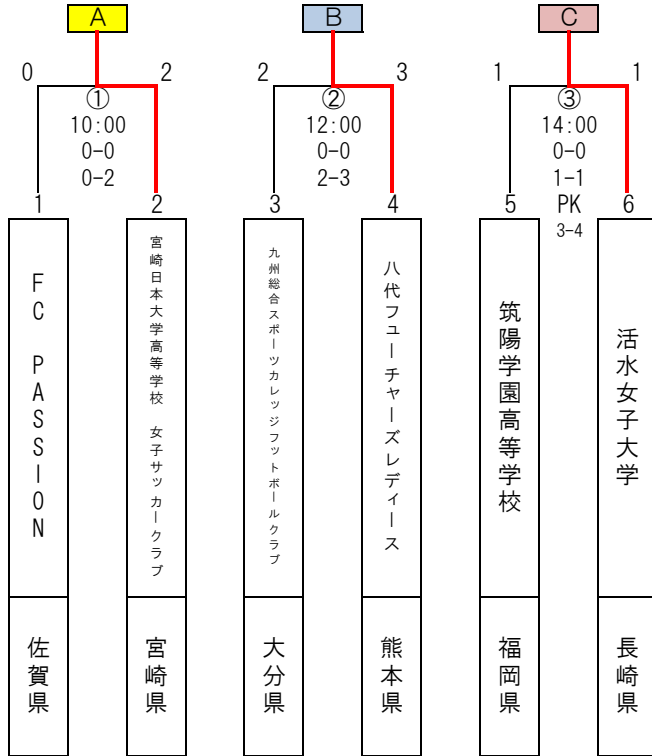 A B C
0 2 2 3 1 1
① ② ③
10:00 12:00 14:00
0-0 0-0 0-0
0-2 2-3 1-1
1 2 3 4 5 PK 6
3-4
FC PASSION
宮崎日本大学高等学校 女子サッカークラブ
九州総合スポーツカレッジフットボールクラブ
八代フューチャーズレディース
筑陽学園高等学校
活水女子大学
佐賀県
宮崎県
大分県
熊本県
福岡県
長崎県